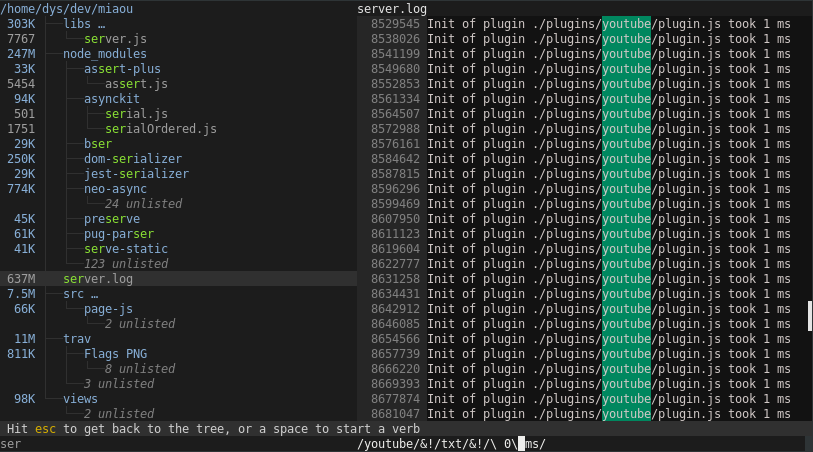 /home/dys/dev/miaou
303K libs …
7767 server.js
247M node_modules
33K assert-plus
5454 assert.js
94K asynckit
501 serial.js
1751 serialOrdered.js
29K bser
250K dom-serializer
29K jest-serializer
774K neo-async
24 unlisted
45K preserve
61K pug-parser
41K serve-static
123 unlisted
637M server.log
7.5M src …
66K page-js
2 unlisted
11M trav
811K Flags PNG
8 unlisted
3 unlisted
98K views
2 unlisted
server.log
8529545 Init of plugin ./plugins/youtube/plugin.js took 1 ms
8538026 Init of plugin ./plugins/youtube/plugin.js took 1 ms
8541199 Init of plugin ./plugins/youtube/plugin.js took 1 ms
8549680 Init of plugin ./plugins/youtube/plugin.js took 1 ms
8552853 Init of plugin ./plugins/youtube/plugin.js took 1 ms
8561334 Init of plugin ./plugins/youtube/plugin.js took 1 ms
8564507 Init of plugin ./plugins/youtube/plugin.js took 1 ms
8572988 Init of plugin ./plugins/youtube/plugin.js took 1 ms
8576161 Init of plugin ./plugins/youtube/plugin.js took 1 ms
8584642 Init of plugin ./plugins/youtube/plugin.js took 1 ms
8587815 Init of plugin ./plugins/youtube/plugin.js took 1 ms
8596296 Init of plugin ./plugins/youtube/plugin.js took 1 ms
8599469 Init of plugin ./plugins/youtube/plugin.js took 1 ms
8607950 Init of plugin ./plugins/youtube/plugin.js took 1 ms
8611123 Init of plugin ./plugins/youtube/plugin.js took 1 ms
8619604 Init of plugin ./plugins/youtube/plugin.js took 1 ms
8622777 Init of plugin ./plugins/youtube/plugin.js took 1 ms
8631258 Init of plugin ./plugins/youtube/plugin.js took 1 ms
8634431 Init of plugin ./plugins/youtube/plugin.js took 1 ms
8642912 Init of plugin ./plugins/youtube/plugin.js took 1 ms
8646085 Init of plugin ./plugins/youtube/plugin.js took 1 ms
8654566 Init of plugin ./plugins/youtube/plugin.js took 1 ms
8657739 Init of plugin ./plugins/youtube/plugin.js took 1 ms
8666220 Init of plugin ./plugins/youtube/plugin.js took 1 ms
8669393 Init of plugin ./plugins/youtube/plugin.js took 1 ms
8677874 Init of plugin ./plugins/youtube/plugin.js took 1 ms
8681047 Init of plugin ./plugins/youtube/plugin.js took 1 ms
Hit esc to get back to the tree, or a space to start a verb
ser
/youtube/&!/txt/&!/\ 0\ ms/